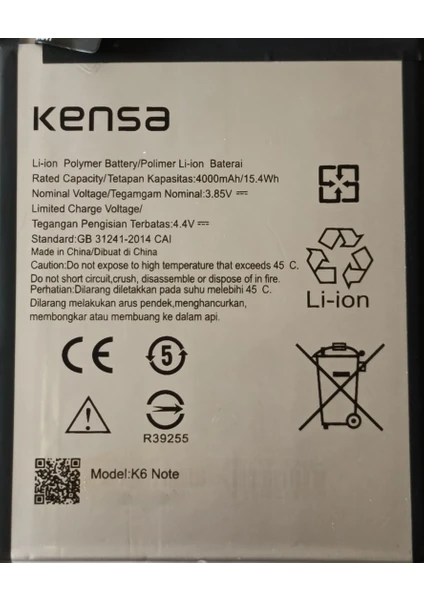 Kensa
Li-ion Polymer Battery/Polimer Li-ion Baterai
Rated Capacity/Tetapan Kapasitas:4000mAh/15.4Wh
Nominal Voltage/Tegamgam Nominal:3.85V
Limited Charge Voltage/
Tegangan Pengisian Terbatas:4.4V
Standard:GB 31241-2014 CAI
Made in China/Dibuat di China
Caution:Do not expose to high temperature that exceeds 45 C.
Do not short circuit,crush, disassemble or dispose of in fire.
Perhatian:Dilarang diletakkan pada suhu melebihi 45 C.
Dilarang melakukan arus pendek,menghancurkan,
membongkar atau membuang ke dalam api.
Li-ion
CE
5
R39255
Model:K6 Note